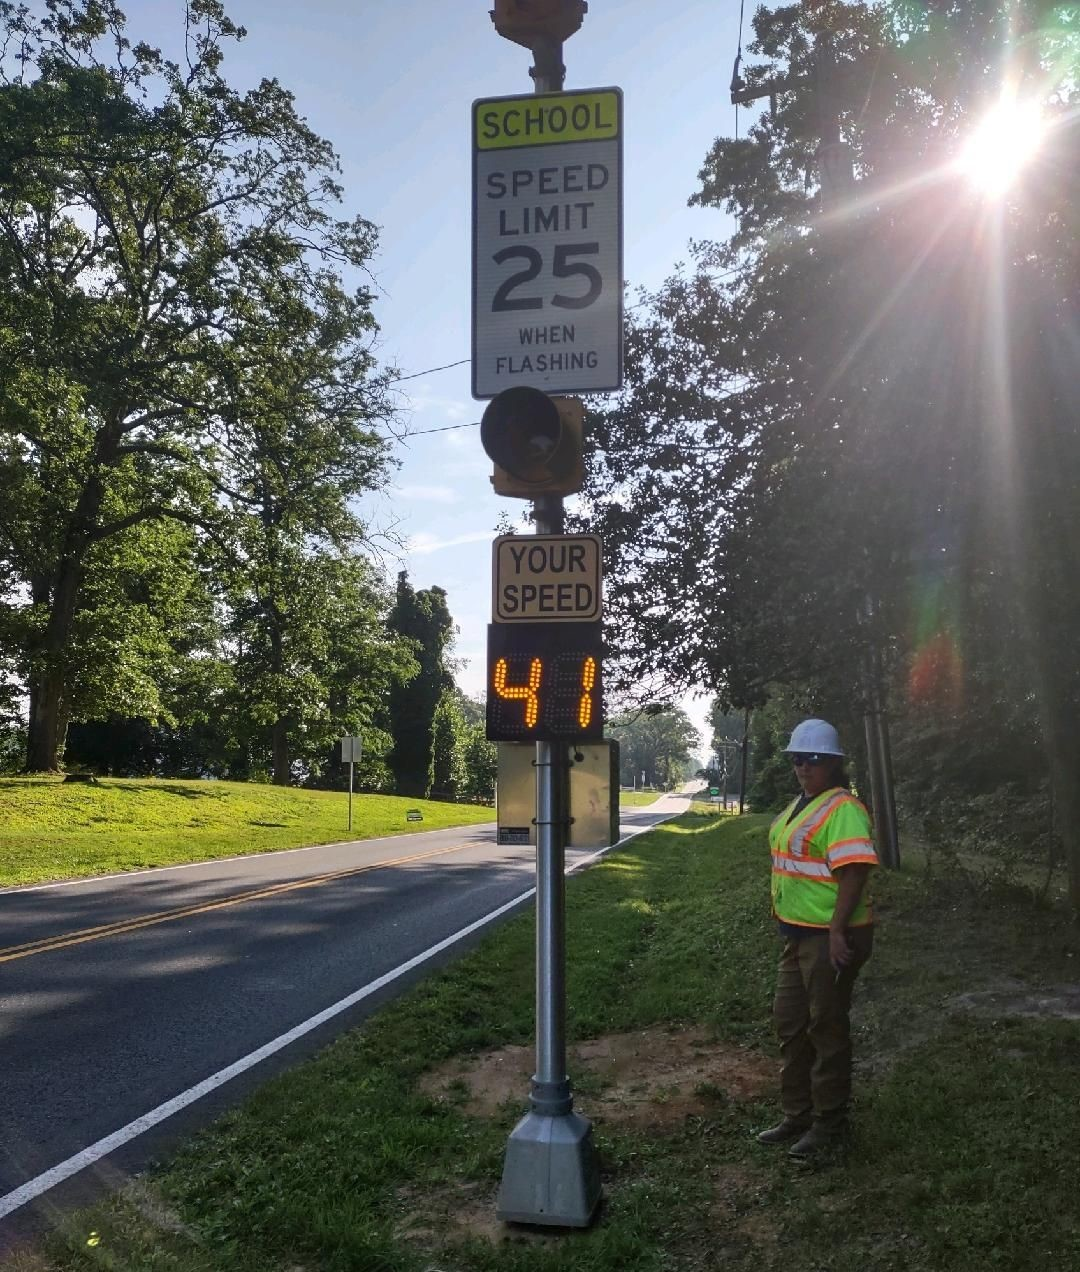 SCHOOL
SPEED
LIMIT
25
WHEN
FLASHING
YOUR
SPEED
41